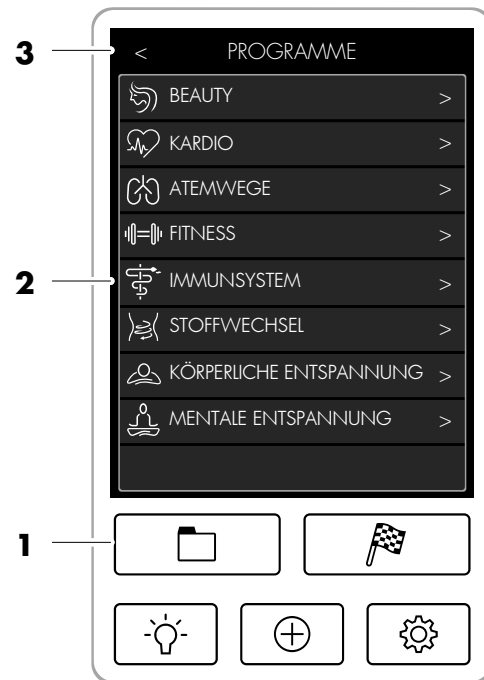 3
< PROGRAMME
BEAUTY >
KARDIO >
ATEMWEGE >
FITNESS >
2
IMMUNSYSTEM >
STOFFWECHSEL >
KÖRPERLICHE ENTSPANNUNG >
MENTALE ENTSPANNUNG >
1